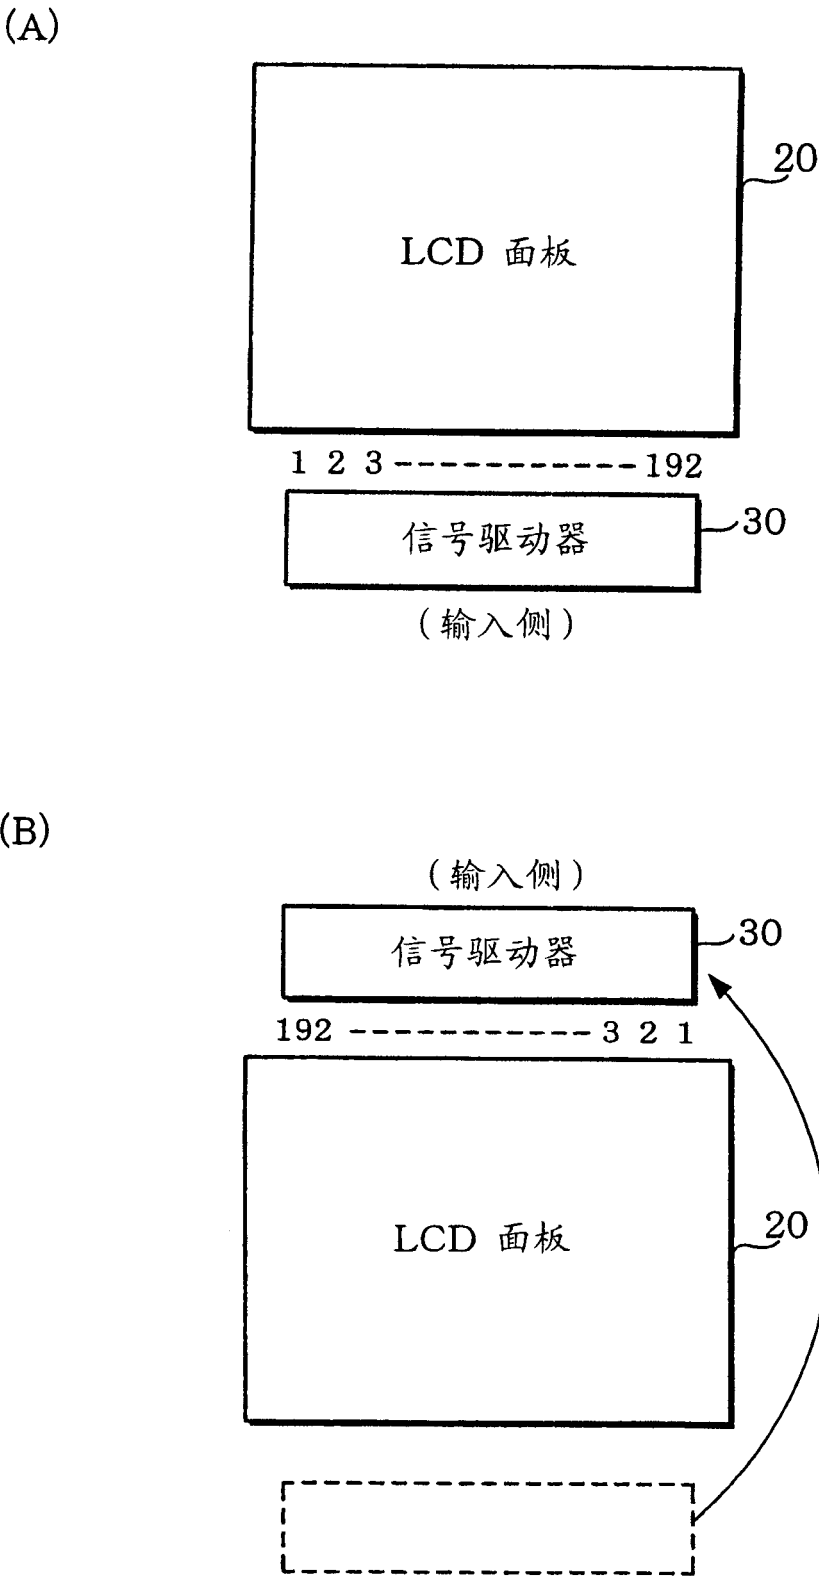 (A)
20
LCD 面板
1 2 3 ----------- 192
信号驱动器
30
(输入侧)
(B)
(输入侧)
信号驱动器
30
192 ----------- 3 2 1
LCD 面板
20